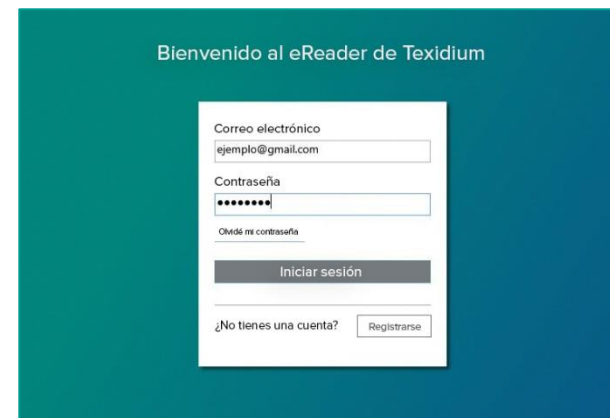 Bienvenido al eReader de Texidium
Correo electrónico
ejemplo@gmail.com
Contraseña
••••••••
Olvidé mi contraseña
Iniciar sesión
¿No tienes una cuenta? Registrarse